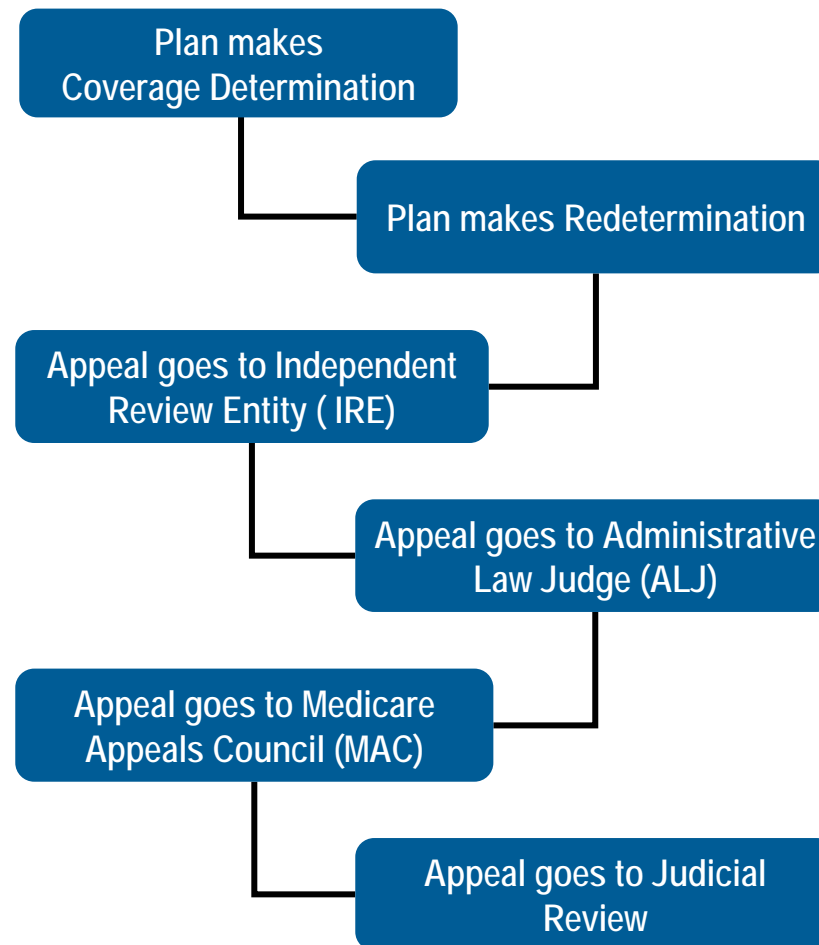 Plan makes
Coverage Determination
Plan makes Redetermination
Appeal goes to Independent
Review Entity ( IRE)
Appeal goes to Administrative
Law Judge (ALJ)
Appeal goes to Medicare
Appeals Council (MAC)
Appeal goes to Judicial
Review